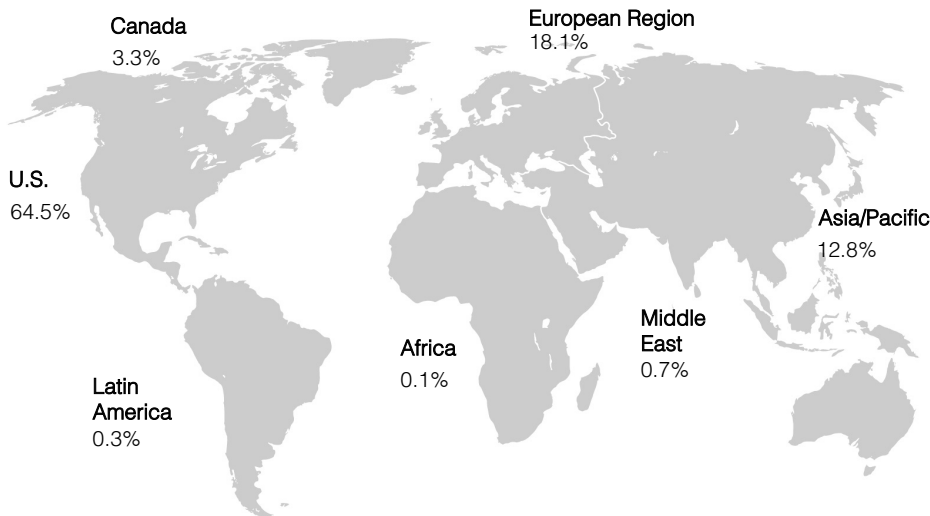 Canada
3.3%
European Region
18.1%
U.S.
64.5%
Asia/Pacific
12.8%
Middle
East
0.7%
Africa
0.1%
Latin
America
0.3%